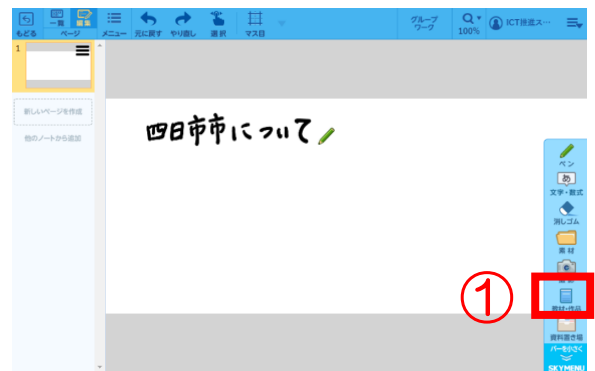 もどる
一覧
編集
ページ
メニュー
元に戻す
やり直し
選択
マス目
グループ
ワーク
100%
ICT推進ス…
1
新しいページを作成
他のノートから追加
四日市市について
ペン
あ
文字・数式
消しゴム
素材
①
教材・作品
資料置き場
バーを小さく
SKYMENU